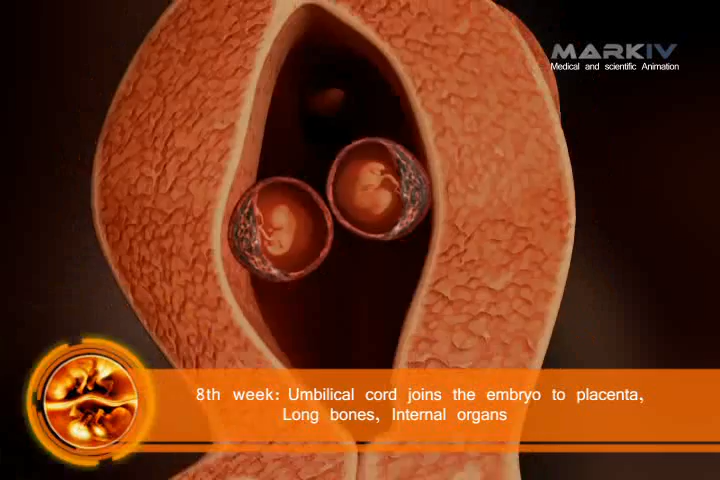 MARKIV
Medical and scientific Animation
8th week: Umbilical cord joins the embryo to placenta,
Long bones, Internal organs